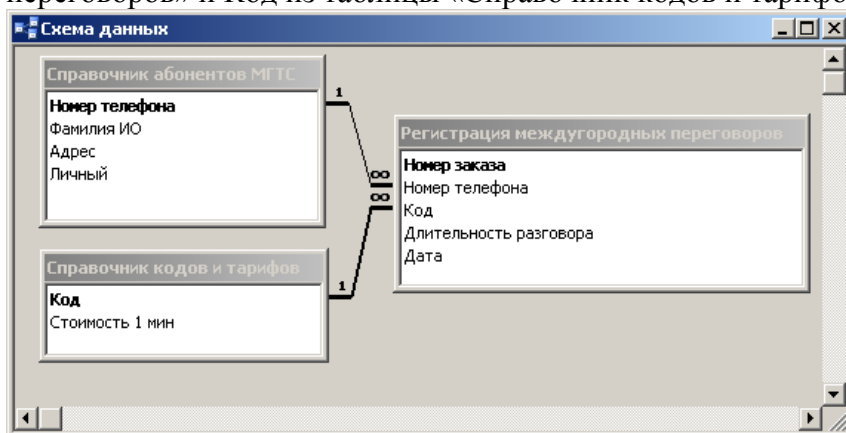 переговоров» и Код из таблицы «Справочник кодов и тарифо
Схема данных
Справочник абонентов МГТС
Номер телефона
Фамилия ИО
Адрес
Личный
1
∞
∞
Регистрация междугородных переговоров
Номер заказа
Номер телефона
Код
Длительность разговора
Дата
Справочник кодов и тарифов
Код
Стоимость 1 мин
1